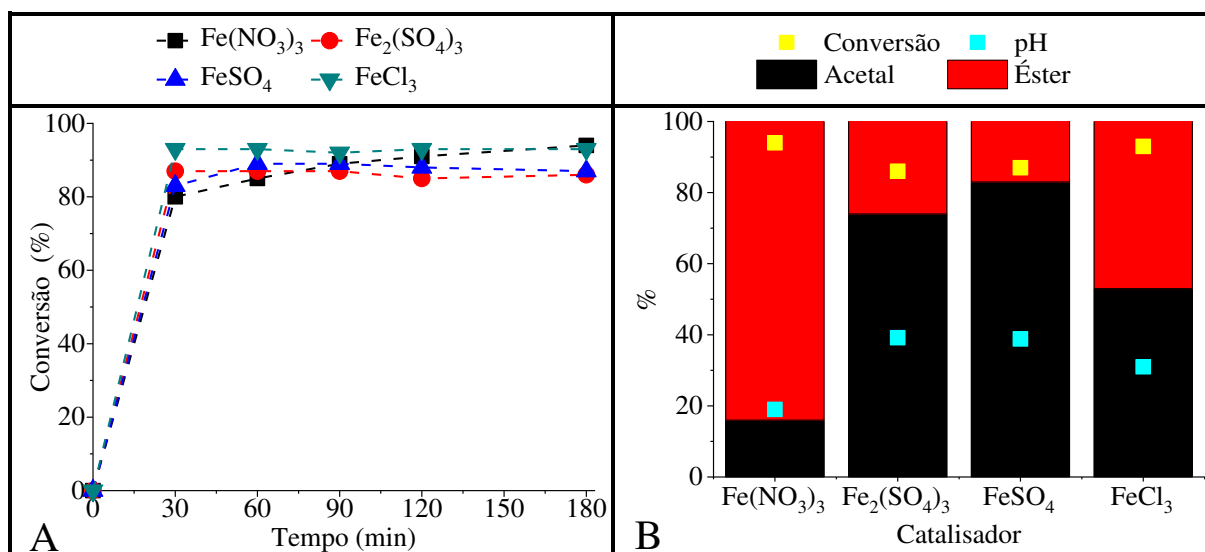 Fe(NO₃)₃ Fe₂(SO₄)₃
FeSO₄ FeCl₃
Conversão (%)
100
80
60
40
20
0
0 30 60 90 120 150 180
Tempo (min)
A
Conversão pH
Acetal Éster
%
100
80
60
40
20
0
Fe(NO₃)₃ Fe₂(SO₄)₃ FeSO₄ FeCl₃
Catalisador
B